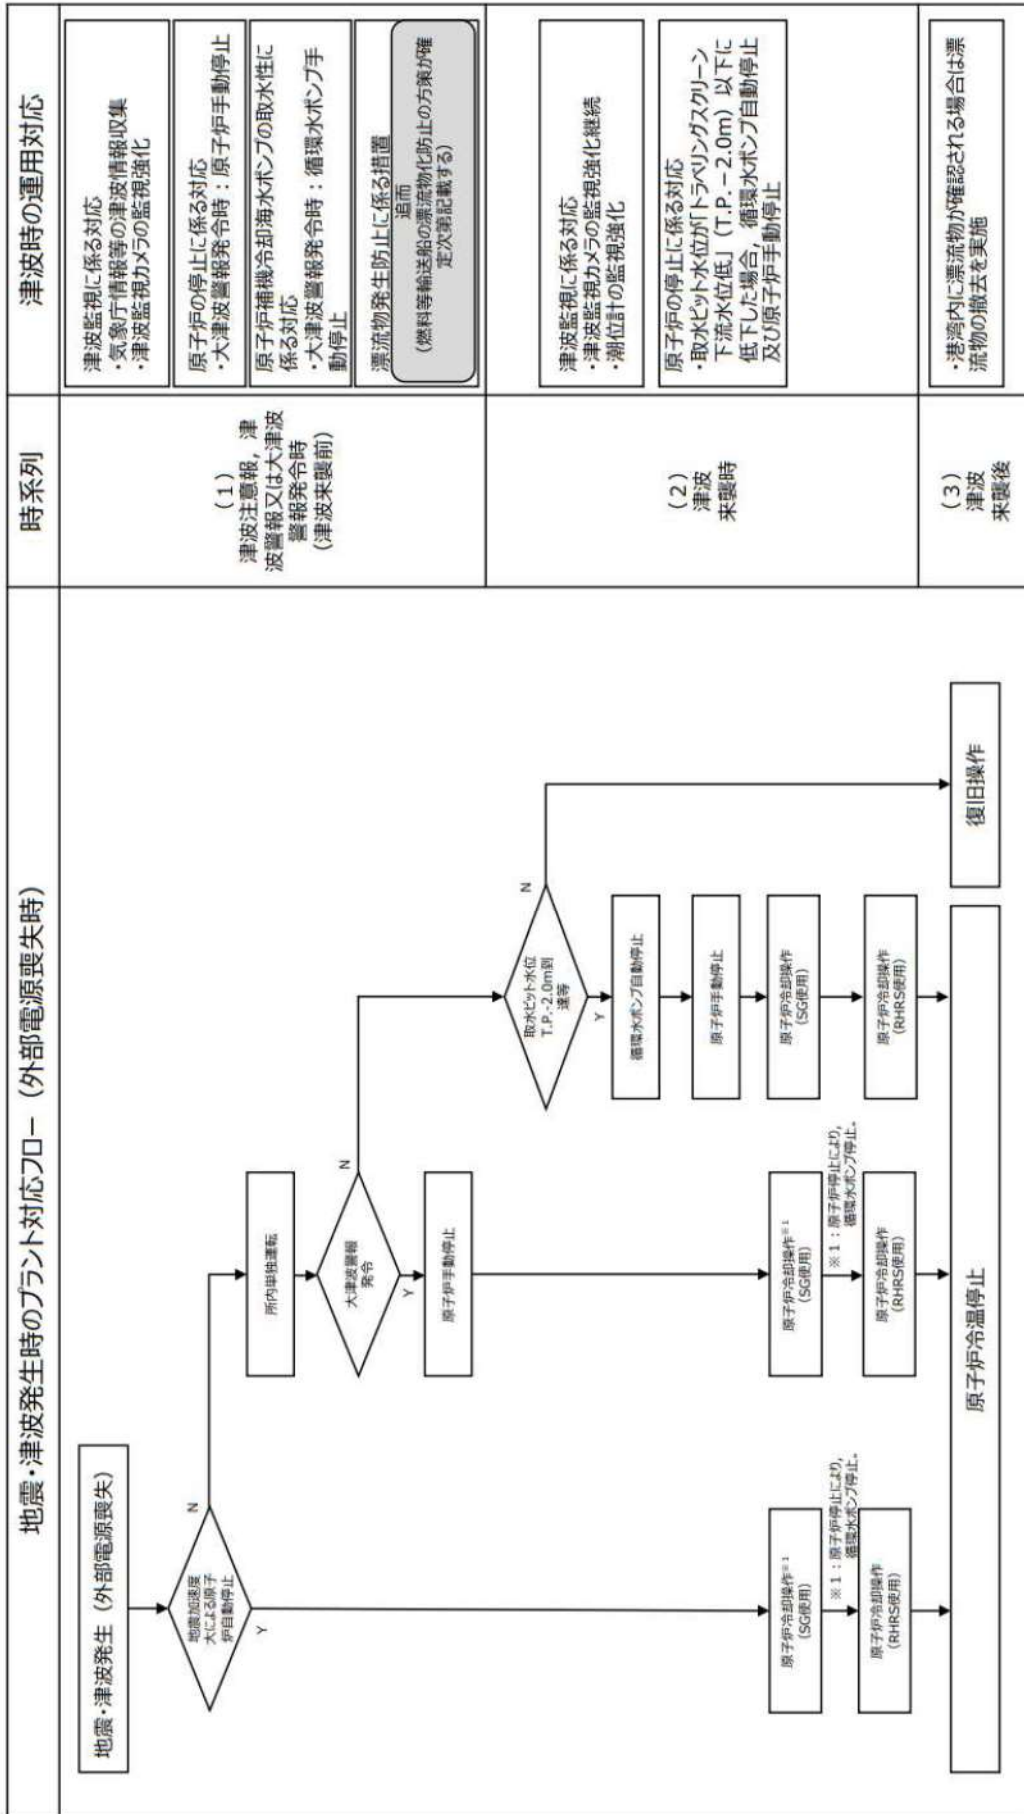 地震・津波発生時のプラント対応フロー（外部電源喪失時）
時系列
津波時の運用対応
地震・津波発生（外部電源喪失）
地震加速度
大による原子
炉自動停止
N
Y
所内単独運転
大津波警報
発令
N
Y
原子炉手動停止
取水ピット水位
T.P.-2.0m到
達等
N
Y
循環水ポンプ自動停止
原子炉手動停止
原子炉冷却操作※1
（SG使用）
※1：原子炉停止により，
循環水ポンプ停止。
原子炉冷却操作
（RHRS使用）
原子炉冷却操作※1
（SG使用）
※1：原子炉停止により，
循環水ポンプ停止。
原子炉冷却操作
（RHRS使用）
原子炉冷却操作
（SG使用）
原子炉冷却操作
（RHRS使用）
原子炉冷温停止
復旧操作
（1）
津波注意報，津
波警報又は大津波
警報発令時
（津波来襲前）
津波監視に係る対応
・気象庁情報等の津波情報収集
・津波監視カメラの監視強化
原子炉の停止に係る対応
・大津波警報発令時：原子炉手動停止
原子炉補機冷却海水ポンプの取水性に
係る対応
・大津波警報発令時：循環水ポンプ手
動停止
漂流物発生防止に係る措置
追而
（燃料等輸送船の漂流物化防止の方策が確
定次第記載する）
（2）
津波
来襲時
津波監視に係る対応
・津波監視カメラの監視強化継続
・潮位計の監視強化
原子炉の停止に係る対応
・取水ピット水位が「トラベリングスクリーン
下流水位低」（T.P.－2.0m）以下に
低下した場合，循環水ポンプ自動停止
及び原子炉手動停止
（3）
津波
来襲後
・港湾内に漂流物が確認される場合は漂
流物の撤去を実施